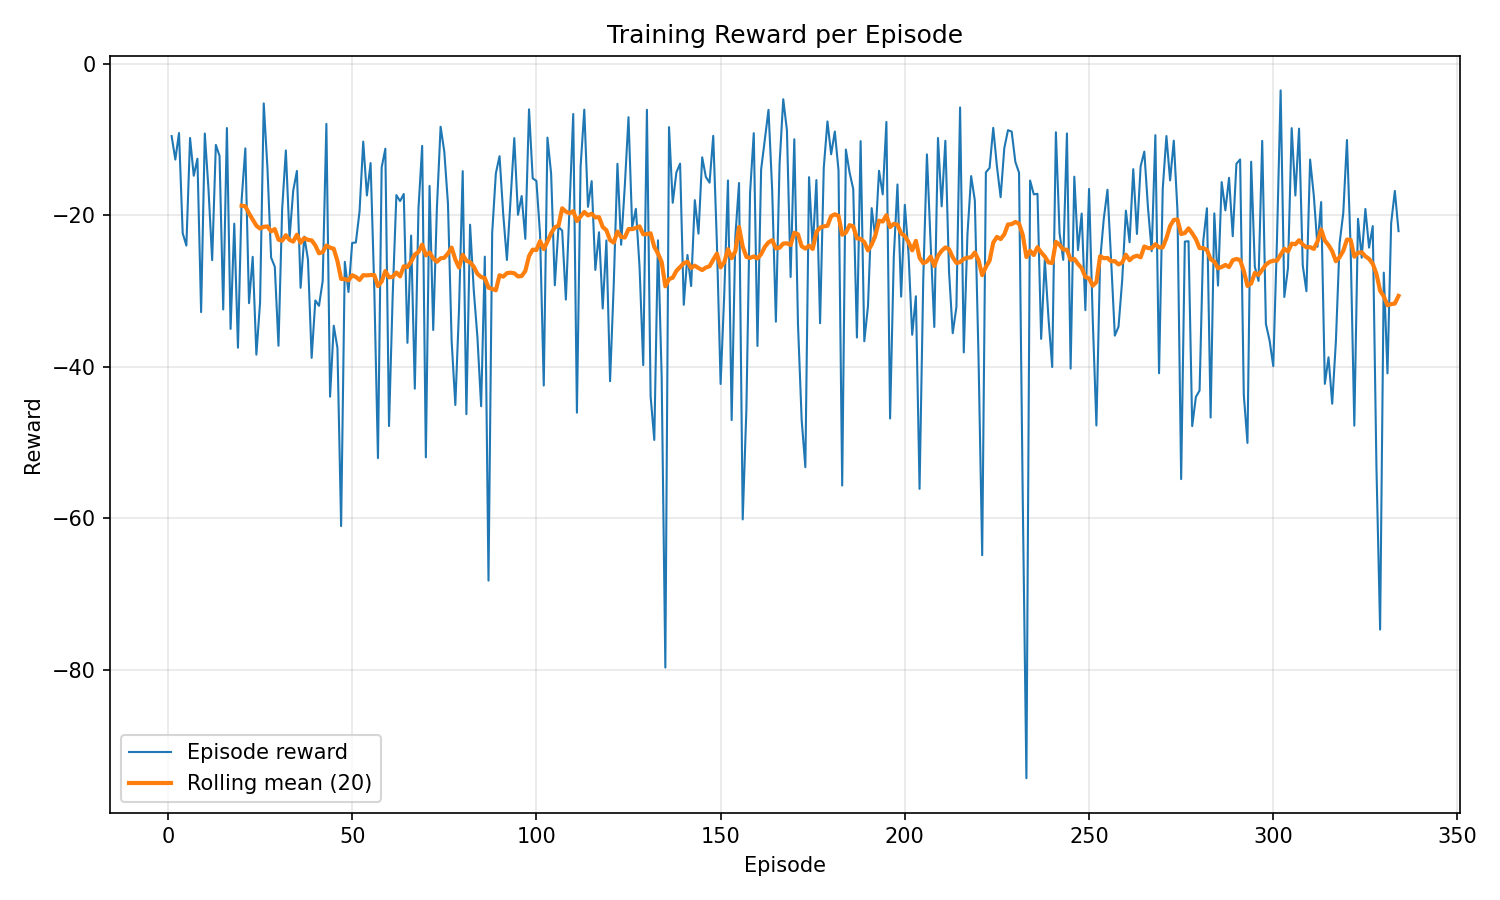 Training Reward per Episode
0
−20
−40
−60
−80
Reward
Episode reward
Rolling mean (20)
0
50
100
150
200
250
300
350
Episode